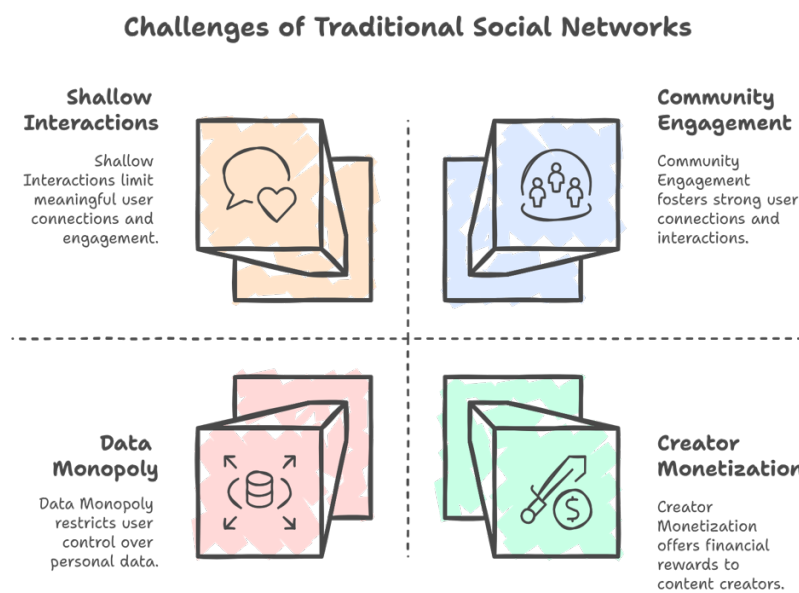 Challenges of Traditional Social Networks
Shallow
Interactions
Shallow
Interactions limit
meaningful user
connections and
engagement.
Community
Engagement
Community
Engagement
fosters strong user
connections and
interactions.
Data
Monopoly
Data Monopoly
restricts user
control over
personal data.
Creator
Monetization
Creator
Monetization
offers financial
rewards to
content creators.
$